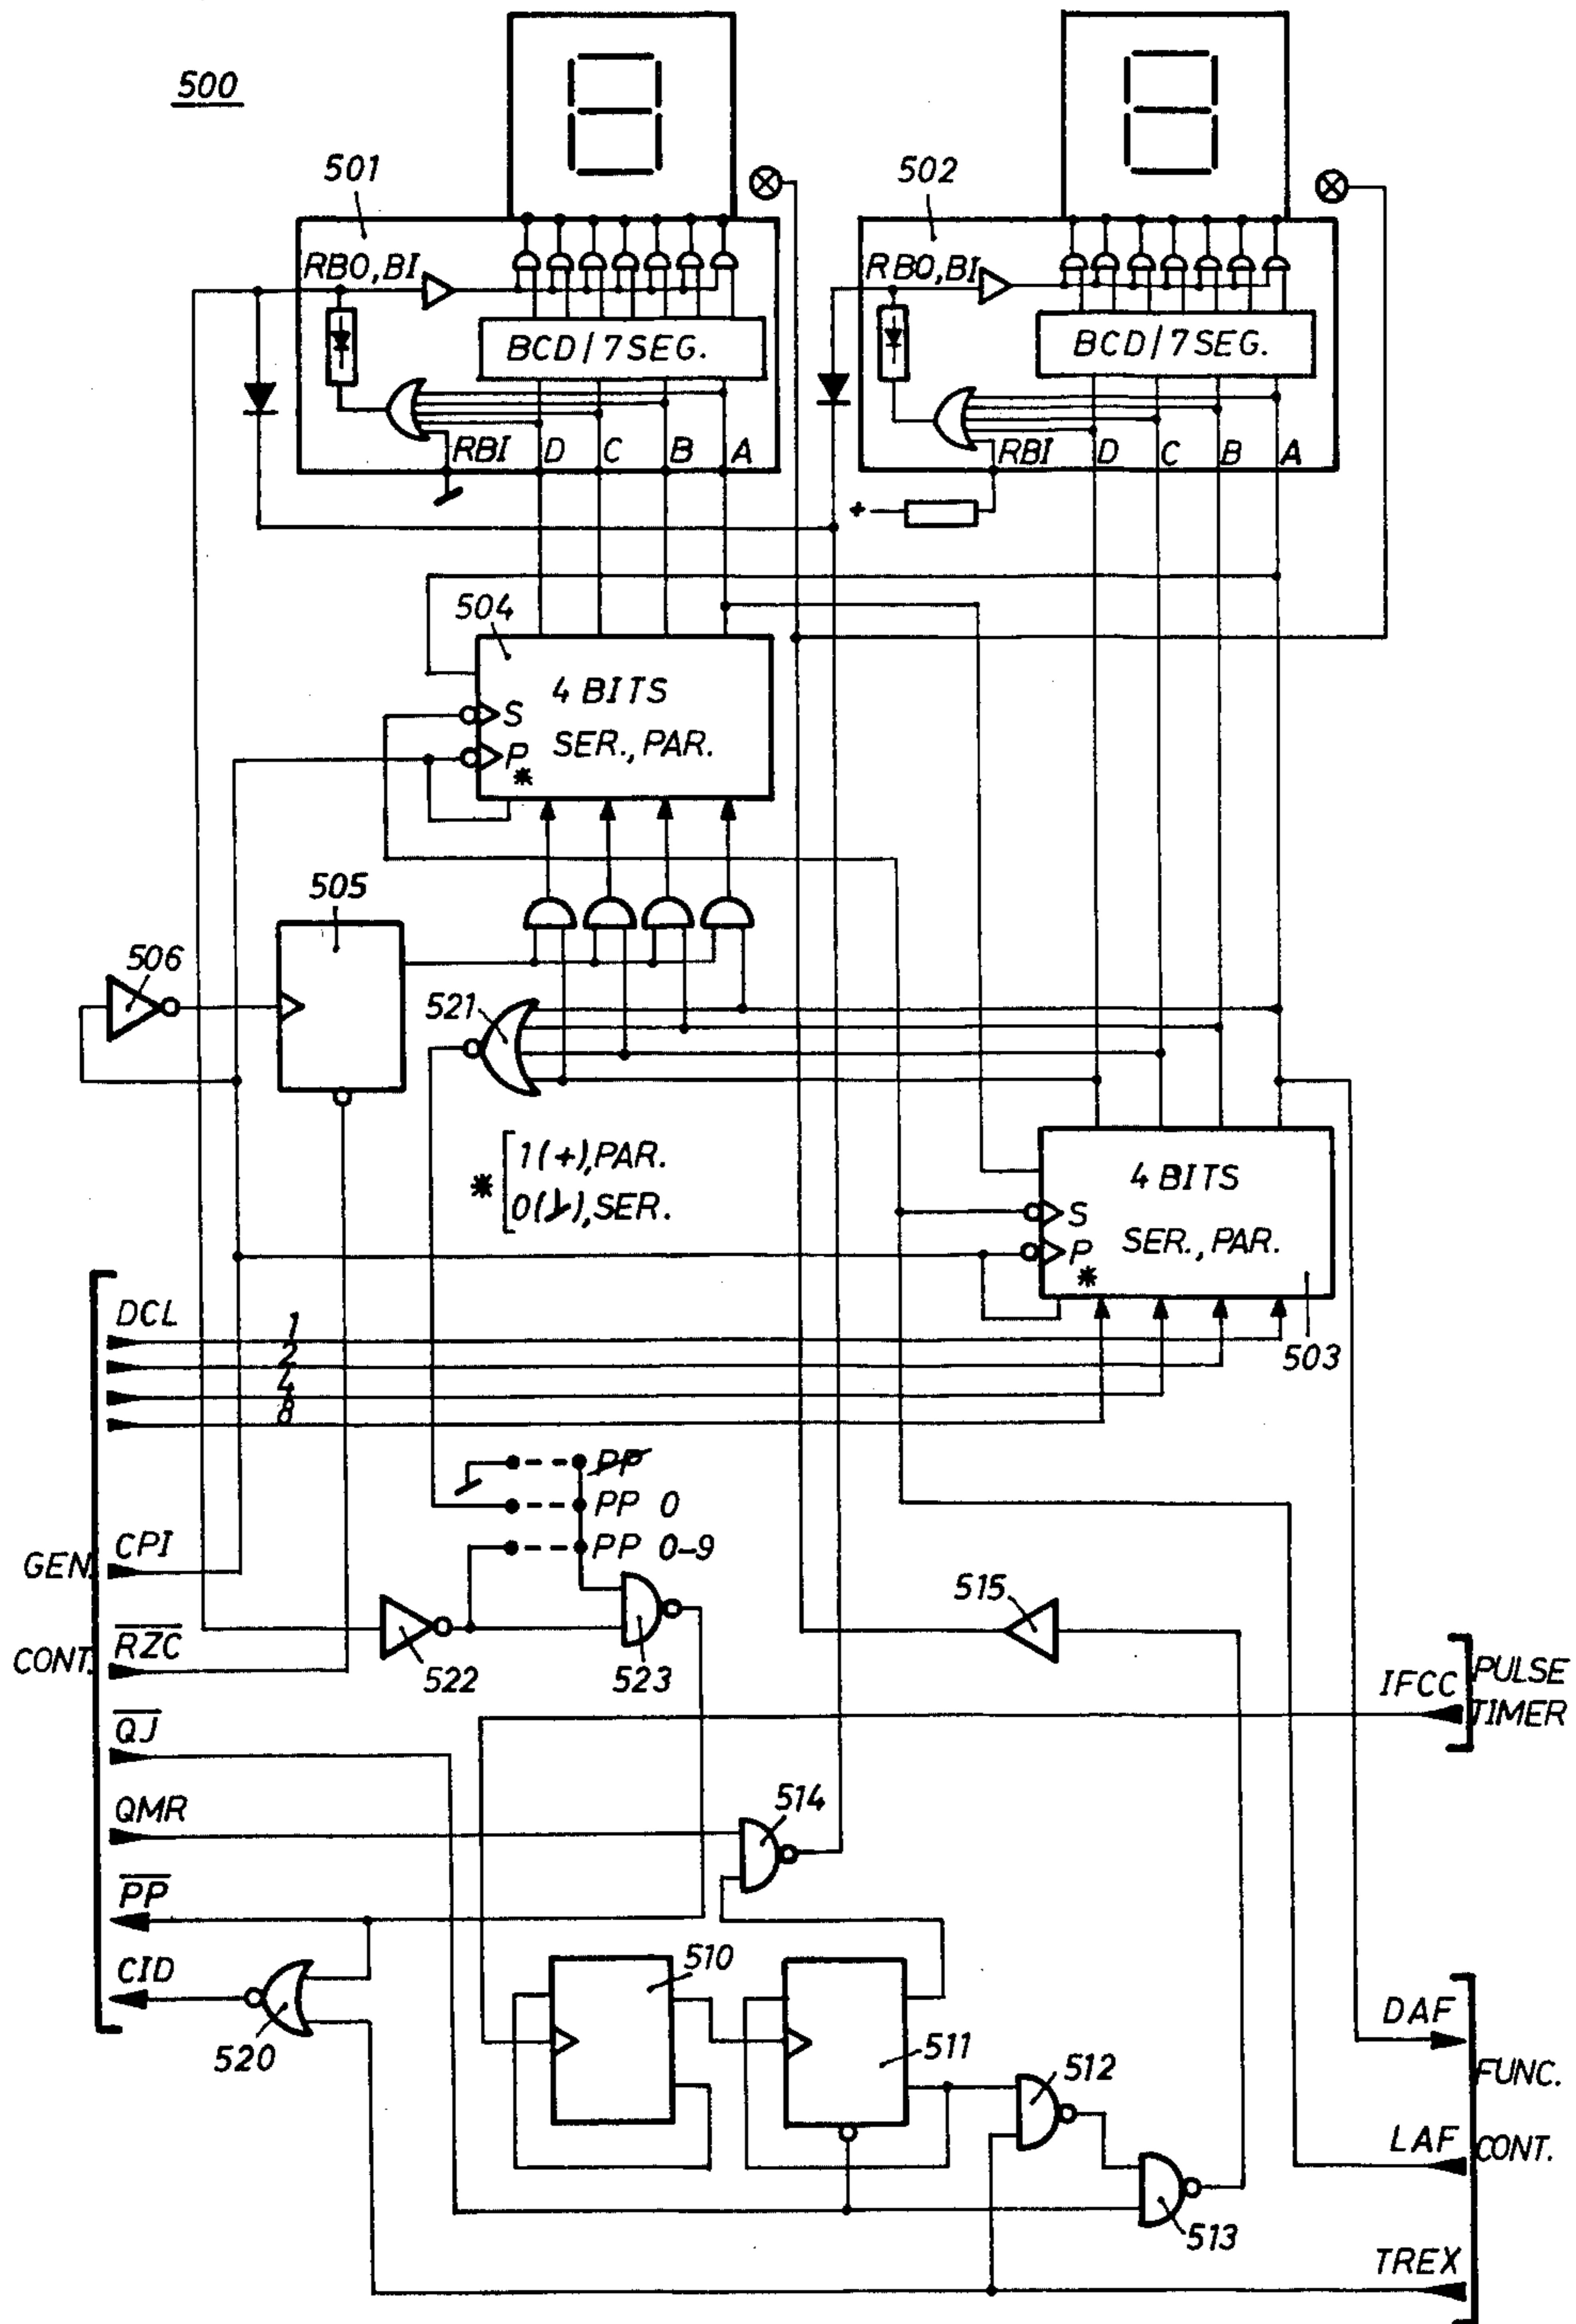 500
501
502
RBO,BI
RBO,BI
BCD/7SEG.
BCD/7SEG.
RBI D C B A
RBI D C B A
+
504
4 BITS
S
P SER.,PAR.
*
505
506
521
* 1(+),PAR.
0(⅄),SER.
4 BITS
S
SER.,PAR.
P
*
503
DCL
1
2
4
8
PP
PP 0
PP 0-9
GEN.
CONT.
CPI
R̅Z̅C̅
522
523
515
IFCC
PULSE
TIMER
Q̅J̅
QMR
514
P̅P̅
CID
520
510
511
512
513
DAF
FUNC.
LAF
CONT.
TREX